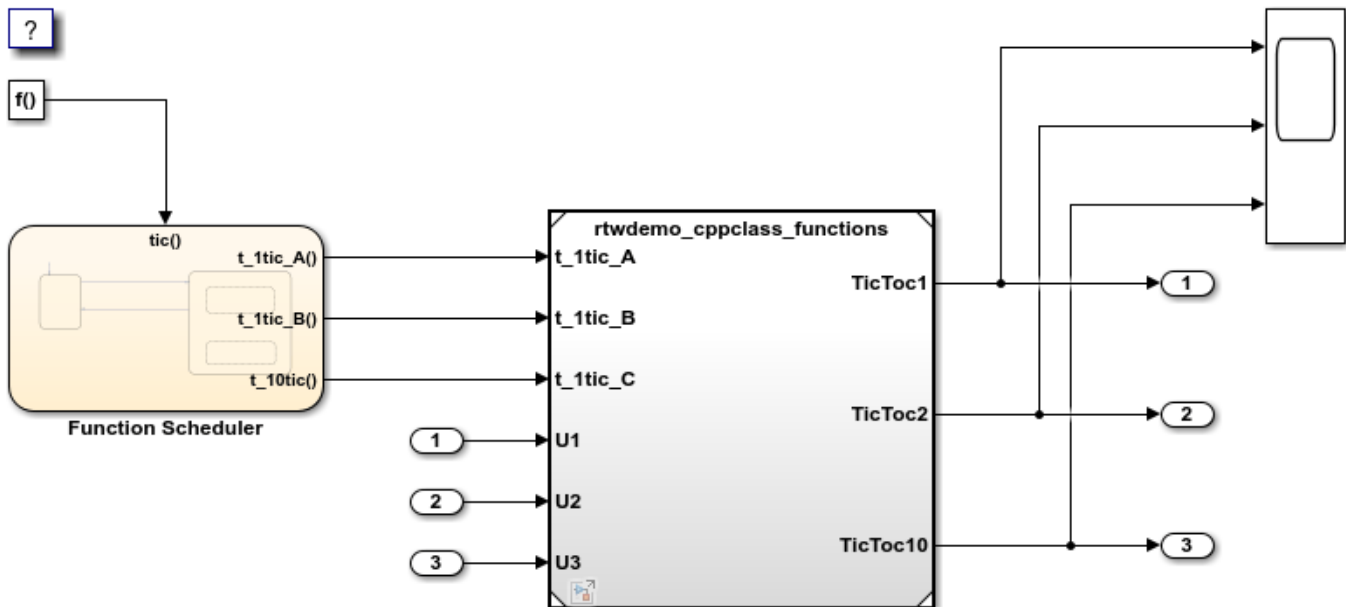 ?
f()
tic()
t_1tic_A()
t_1tic_B()
t_10tic()
Function Scheduler
rtwdemo_cppclass_functions
t_1tic_A
t_1tic_B
t_1tic_C
1
U1
2
U2
3
U3
TicToc1
1
TicToc2
2
TicToc10
3